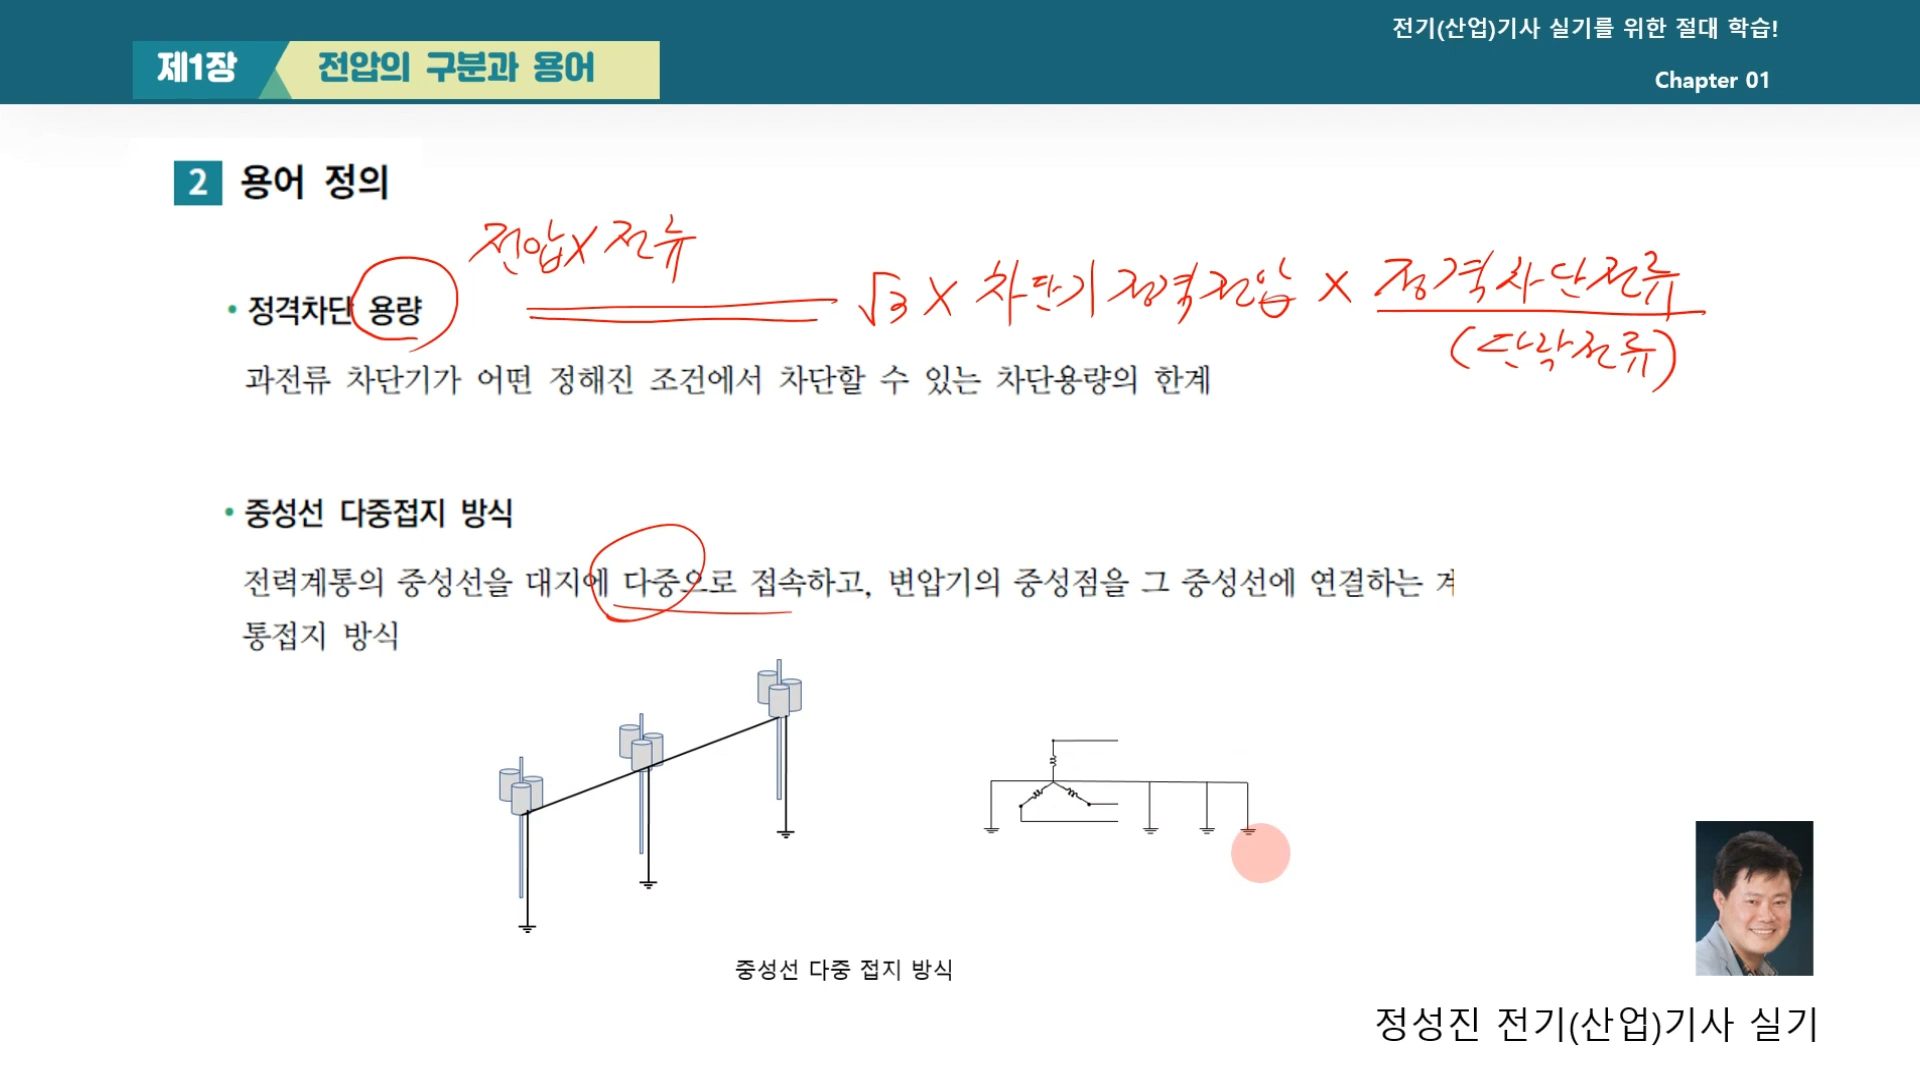 전기(산업)기사 실기를 위한 절대 학습!
제1장 전압의 구분과 용어
Chapter 01
2 용어 정의
전압 X 전류
• 정격차단 용량
√3 X 차단기 정격전압 X 정격차단전류
(단락전류)
과전류 차단기가 어떤 정해진 조건에서 차단할 수 있는 차단용량의 한계
• 중성선 다중접지 방식
전력계통의 중성선을 대지에 다중으로 접속하고, 변압기의 중성점을 그 중성선에 연결하는 계
통접지 방식
중성선 다중 접지 방식
정성진 전기(산업)기사 실기